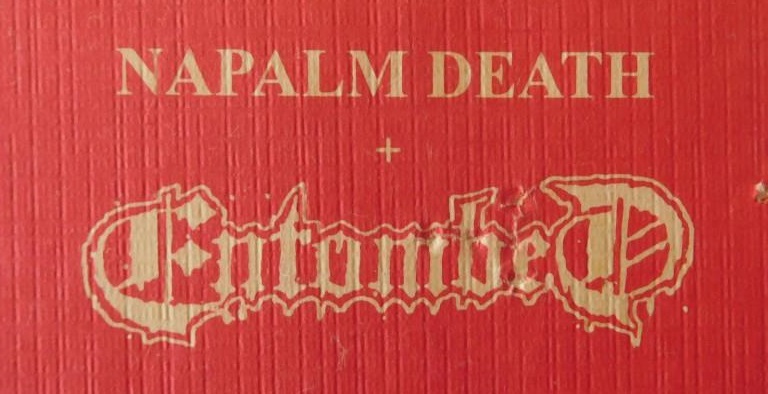 NAPALM DEATH
+
EntombeD